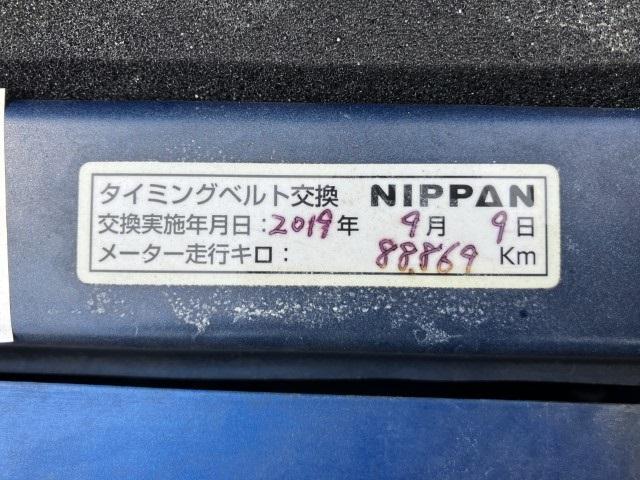 タイミングベルト交換 NIPPAN
交換実施年月日:2019年 9月 9日
メーター走行キロ: 88,869 Km